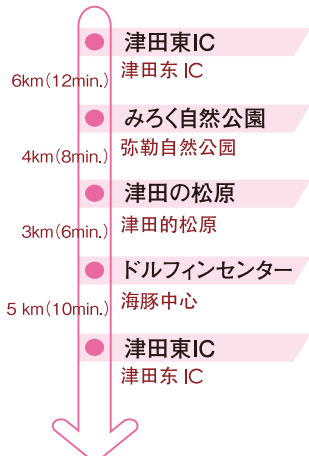 津田東IC
津田东 IC
6km(12min.)
みろく自然公園
弥勒自然公园
4km(8min.)
津田の松原
津田的松原
3km(6min.)
ドルフィンセンター
海豚中心
5 km(10min.)
津田東IC
津田东 IC